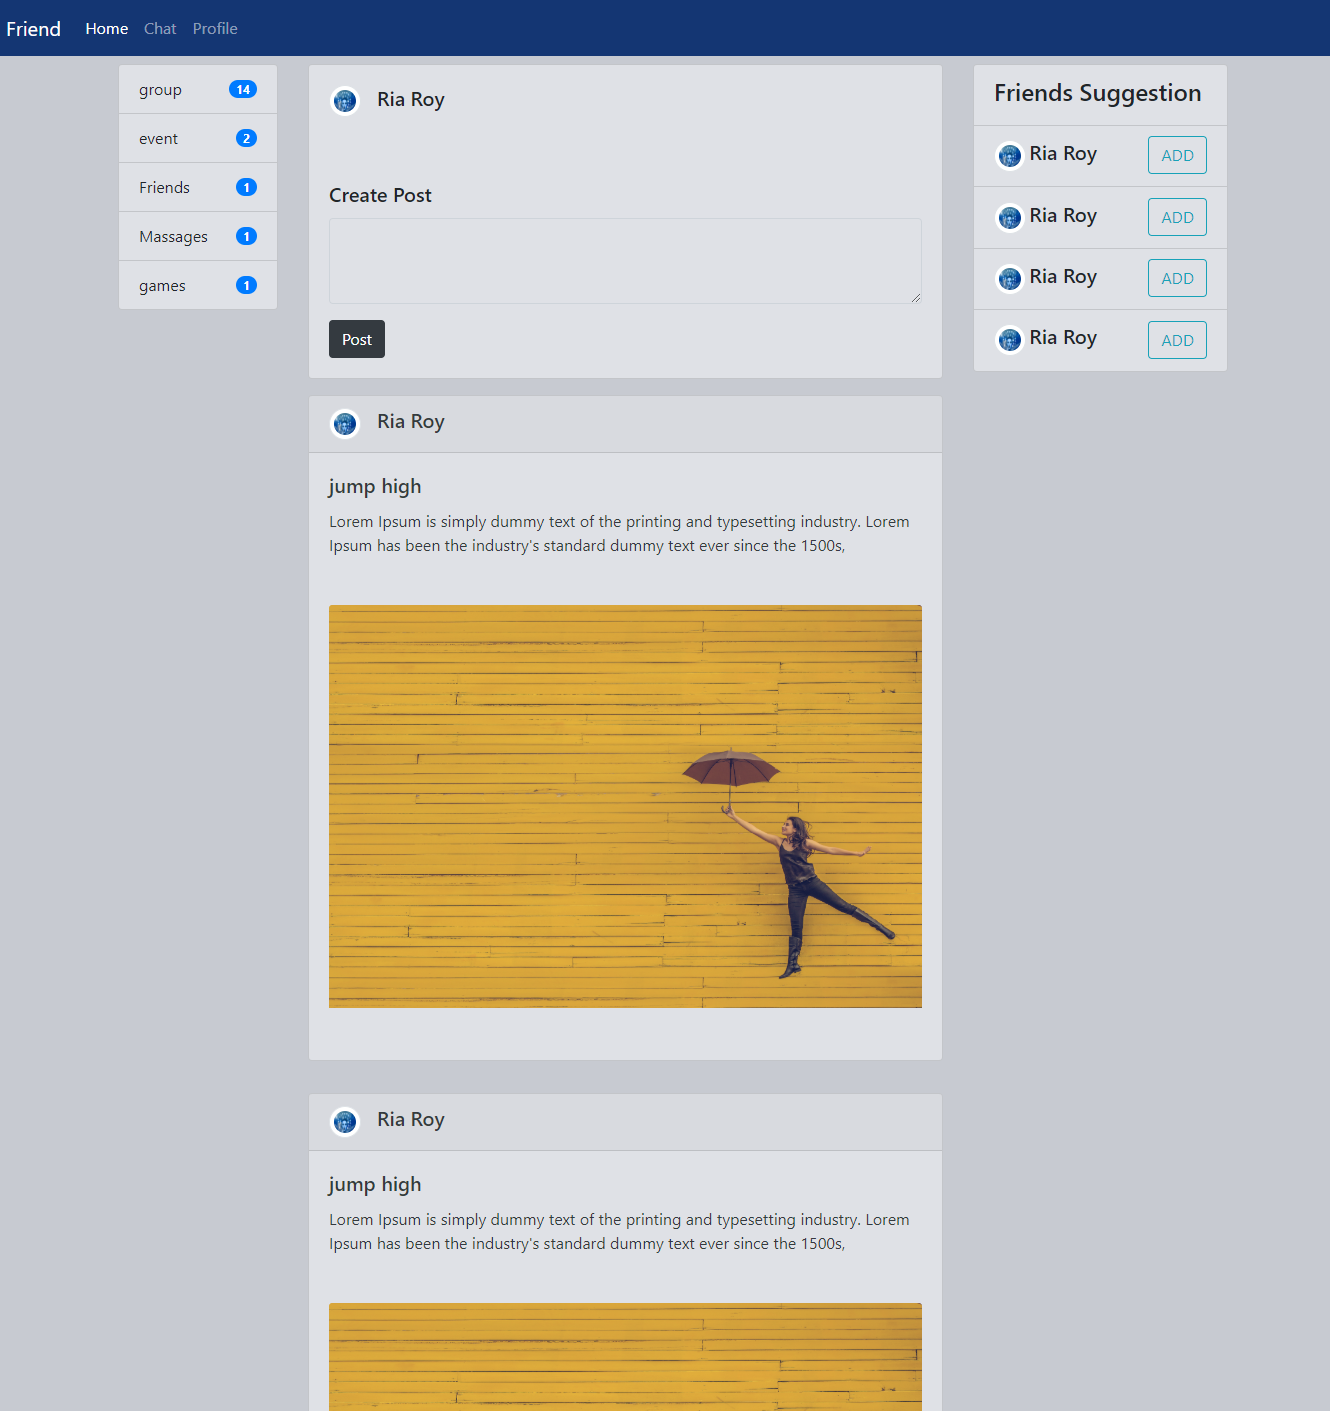 Friend Home Chat Profile
group 14
event 2
Friends 1
Massages 1
games 1
Ria Roy
Create Post
Post
Ria Roy
jump high
Lorem Ipsum is simply dummy text of the printing and typesetting industry. Lorem
Ipsum has been the industry's standard dummy text ever since the 1500s,
Ria Roy
jump high
Lorem Ipsum is simply dummy text of the printing and typesetting industry. Lorem
Ipsum has been the industry's standard dummy text ever since the 1500s,
Friends Suggestion
Ria Roy ADD
Ria Roy ADD
Ria Roy ADD
Ria Roy ADD